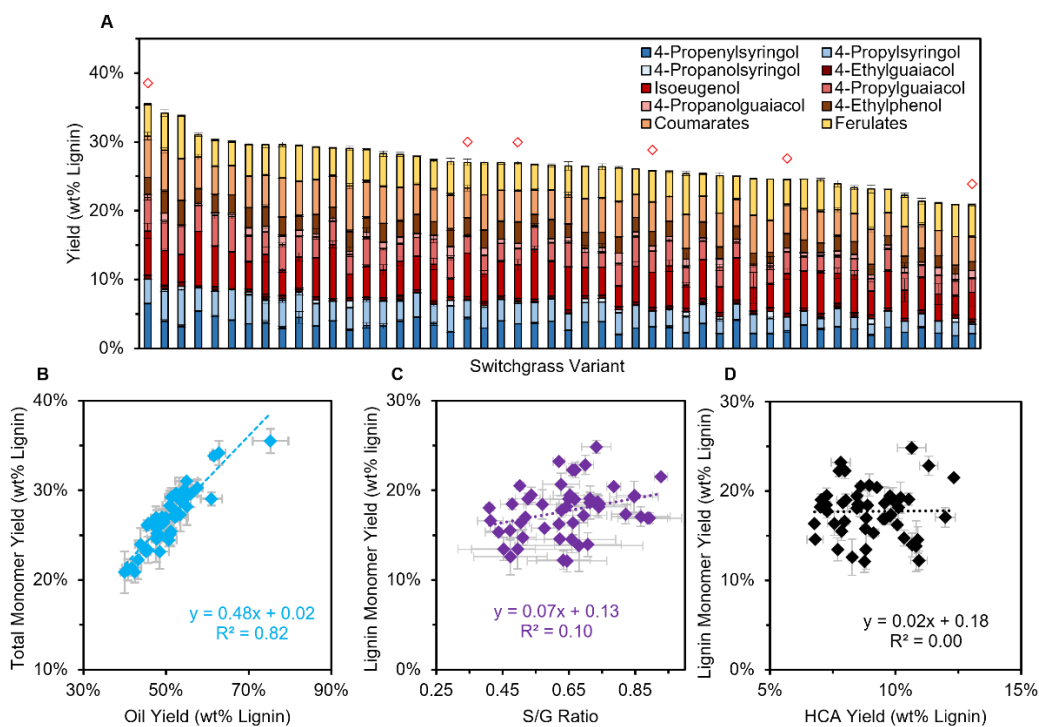 A
40%
30%
20%
10%
0%
Yield (wt% Lignin)
4-Propenylsyringol
4-Propylsyringol
4-Propanolsyringol
4-Ethylguaiacol
Isoeugenol
4-Propylguaiacol
4-Propanolguaiacol
4-Ethylphenol
Coumarates
Ferulates
Switchgrass Variant
B
40%
30%
20%
10%
Total Monomer Yield (wt% Lignin)
y = 0.48x + 0.02
R² = 0.82
30%
50%
70%
90%
Oil Yield (wt% Lignin)
C
30%
20%
10%
0%
Lignin Monomer Yield (wt% lignin)
y = 0.07x + 0.13
R² = 0.10
0.25
0.45
0.65
0.85
S/G Ratio
D
30%
20%
10%
0%
Lignin Monomer Yield (wt% Lignin)
y = 0.02x + 0.18
R² = 0.00
5%
10%
15%
HCA Yield (wt% Lignin)